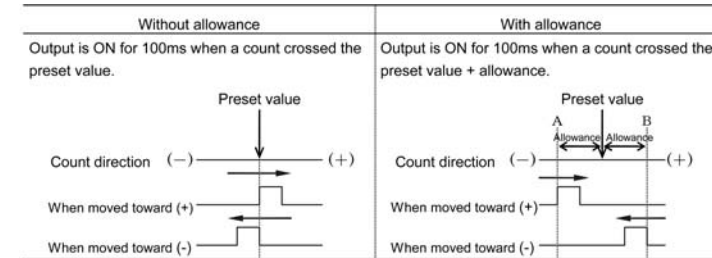 Without allowance
Output is ON for 100ms when a count crossed the
preset value.
Preset value
Count direction (−) (+)
When moved toward (+)
When moved toward (-)
With allowance
Output is ON for 100ms when a count crossed the
preset value + allowance.
Preset value
A B
Allowance Allowance
Count direction (−) (+)
When moved toward (+)
When moved toward (-)